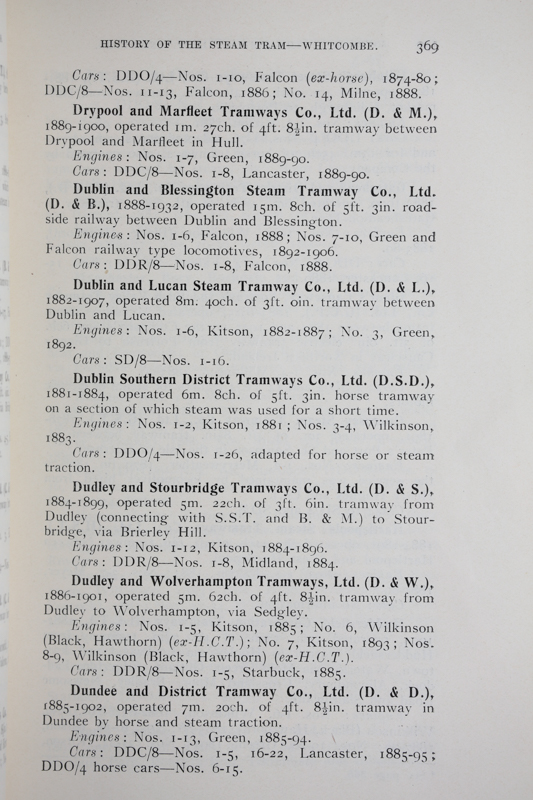 HISTORY OF THE STEAM TRAM—WHITCOMBE. 369
Cars: DDO/4—Nos. 1-10, Falcon (ex-horse), 1874-80;
DDC/8—Nos. 11-13, Falcon, 1886; No. 14, Milne, 1888.
Drypool and Marfleet Tramways Co., Ltd. (D. & M.),
1889-1900, operated 1m. 27ch. of 4ft. 8½in. tramway between
Drypool and Marfleet in Hull.
Engines: Nos. 1-7, Green, 1889-90.
Cars: DDC/8—Nos. 1-8, Lancaster, 1889-90.
Dublin and Blessington Steam Tramway Co., Ltd.
(D. & B.), 1888-1932, operated 15m. 8ch. of 5ft. 3in. road-
side railway between Dublin and Blessington.
Engines: Nos. 1-6, Falcon, 1888; Nos. 7-10, Green and
Falcon railway type locomotives, 1892-1906.
Cars: DDR/8—Nos. 1-8, Falcon, 1888.
Dublin and Lucan Steam Tramway Co., Ltd. (D. & L.),
1882-1907, operated 8m. 40ch. of 3ft. 0in. tramway between
Dublin and Lucan.
Engines: Nos. 1-6, Kitson, 1882-1887; No. 3, Green,
1892.
Cars: SD/8—Nos. 1-16.
Dublin Southern District Tramways Co., Ltd. (D.S.D.),
1881-1884, operated 6m. 8ch. of 5ft. 3in. horse tramway
on a section of which steam was used for a short time.
Engines: Nos. 1-2, Kitson, 1881; Nos. 3-4, Wilkinson,
1883.
Cars: DDO/4—Nos. 1-26, adapted for horse or steam
traction.
Dudley and Stourbridge Tramways Co., Ltd. (D. & S.),
1884-1899, operated 5m. 22ch. of 3ft. 6in. tramway from
Dudley (connecting with S.S.T. and B. & M.) to Stour-
bridge, via Brierley Hill.
Engines: Nos. 1-12, Kitson, 1884-1896.
Cars: DDR/8—Nos. 1-8, Midland, 1884.
Dudley and Wolverhampton Tramways, Ltd. (D. & W.),
1886-1901, operated 5m. 62ch. of 4ft. 8½in. tramway from
Dudley to Wolverhampton, via Sedgley.
Engines: Nos. 1-5, Kitson, 1885; No. 6, Wilkinson
(Black, Hawthorn) (ex-H.C.T.); No. 7, Kitson, 1893; Nos.
8-9, Wilkinson (Black, Hawthorn) (ex-H.C.T.).
Cars: DDR/8—Nos. 1-5, Starbuck, 1885.
Dundee and District Tramway Co., Ltd. (D. & D.),
1885-1902, operated 7m. 20ch. of 4ft. 8½in. tramway in
Dundee by horse and steam traction.
Engines: Nos. 1-13, Green, 1885-94.
Cars: DDC/8—Nos. 1-5, 16-22, Lancaster, 1885-95;
DDO/4 horse cars—Nos. 6-15.